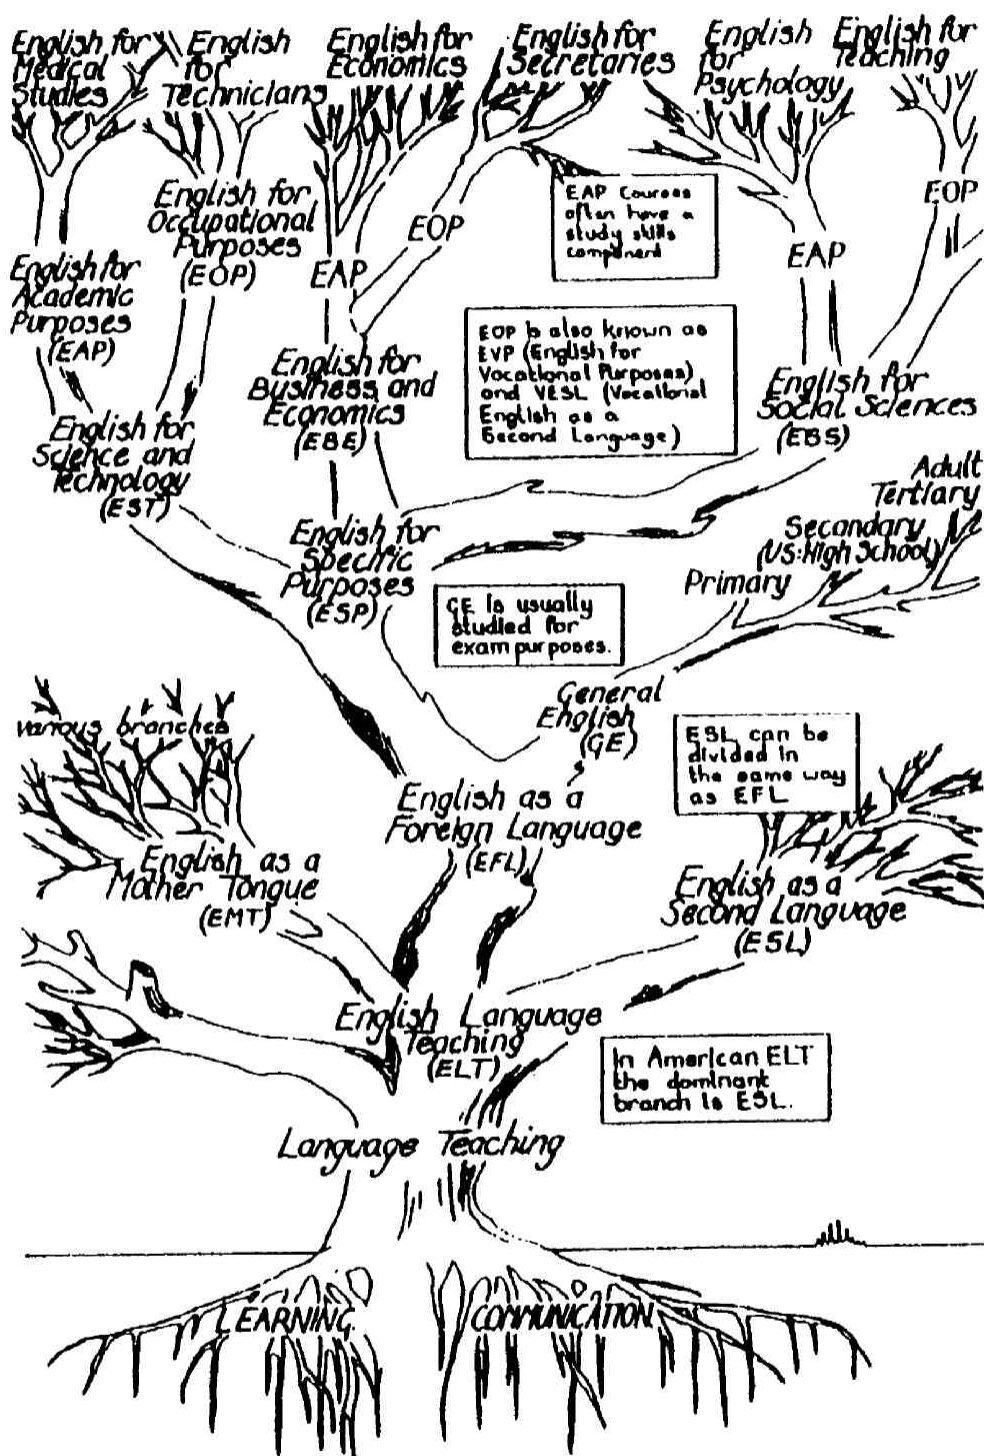 English for
Medical
Studies
English
for
Technicians
English for
Economics
English for
Secretaries
English
for
Psychology
English for
Teaching
English for
Occupational
Purposes
(EOP)
EOP
EAP Courses
often have a
study skills
component
EOP
English for
Academic
Purposes
(EAP)
EAP
EAP
EOP is also known as
EVP (English for
Vocational Purposes)
and VESL (Vocational
English as a
Second Language)
English for
Business and
Economics
(EBE)
English for
Social Sciences
(EBS)
English for
Science and
Technology
(EST)
Adult
Tertiary
Secondary
(US:High School)
Primary
English for
Specific
Purposes
(ESP)
GE is usually
studied for
exam purposes.
General
English
(GE)
various branches
ESL can be
divided in
the same way
as EFL
English as a
Foreign Language
(EFL)
English as a
Mother Tongue
(EMT)
English as a
Second Language
(ESL)
English Language
Teaching
(ELT)
In American ELT
the dominant
branch is ESL.
Language Teaching
LEARNING
COMMUNICATION